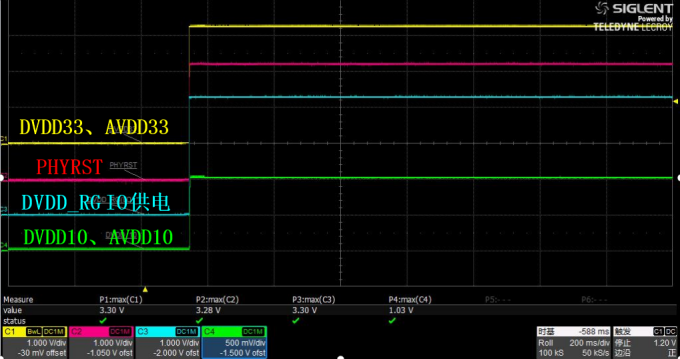 SIGLENT
Powered by
TELEDYNE LECROY
C1
DVDD33、AVDD33
PHYRST PHYRST
C3
DVDD_RGIO供电
C4
DVDD10、AVDD10
Measure P1:max(C1) P2:max(C2) P3:max(C3) P4:max(C4) P5:--- P6:---
value 3.30 V 3.28 V 3.30 V 1.03 V
status
C1 BwL DC1M C2 DC1M C3 DC1M C4 DC1M 时基 -588 ms 触发 C1 DC
1.000 V/div 1.000 V/div 1.000 V/div 500 mV/div Roll 200 ms/div 停止 1.20 V
-30 mV offset -1.050 V ofst -2.000 V ofst -1.500 V ofst 100 kS 50 kS/s 边沿 正